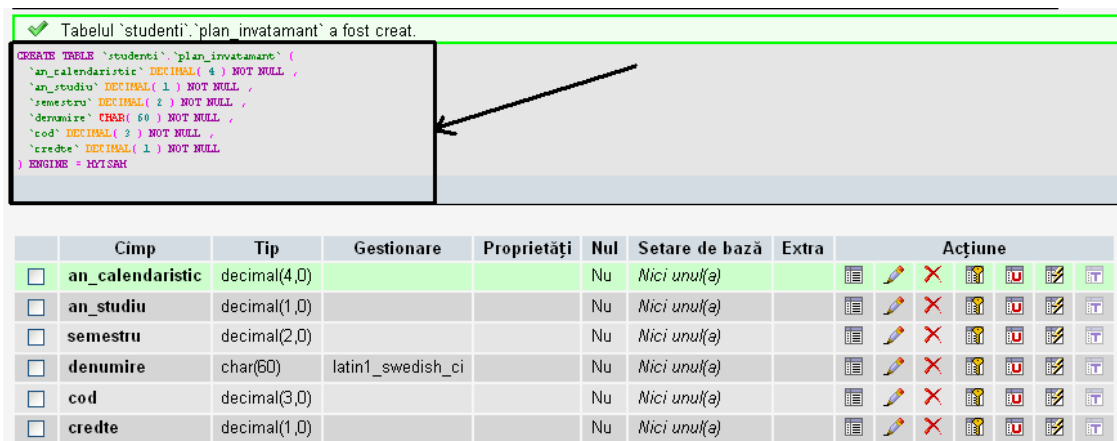 Tabelul `studenti`.`plan_invatamant` a fost creat.
CREATE TABLE `studenti`.`plan_invatamant` (
`an_calendaristic` DECIMAL( 4 ) NOT NULL ,
`an_studiu` DECIMAL( 1 ) NOT NULL ,
`semestru` DECIMAL( 2 ) NOT NULL ,
`denumire` CHAR( 60 ) NOT NULL ,
`cod` DECIMAL( 3 ) NOT NULL ,
`credte` DECIMAL( 1 ) NOT NULL
) ENGINE = MYISAM
Cîmp Tip Gestionare Proprietăți Nul Setare de bază Extra Acțiune
an_calendaristic decimal(4,0) Nu Nici unul(a)
an_studiu decimal(1,0) Nu Nici unul(a)
semestru decimal(2,0) Nu Nici unul(a)
denumire char(60) latin1_swedish_ci Nu Nici unul(a)
cod decimal(3,0) Nu Nici unul(a)
credte decimal(1,0) Nu Nici unul(a)